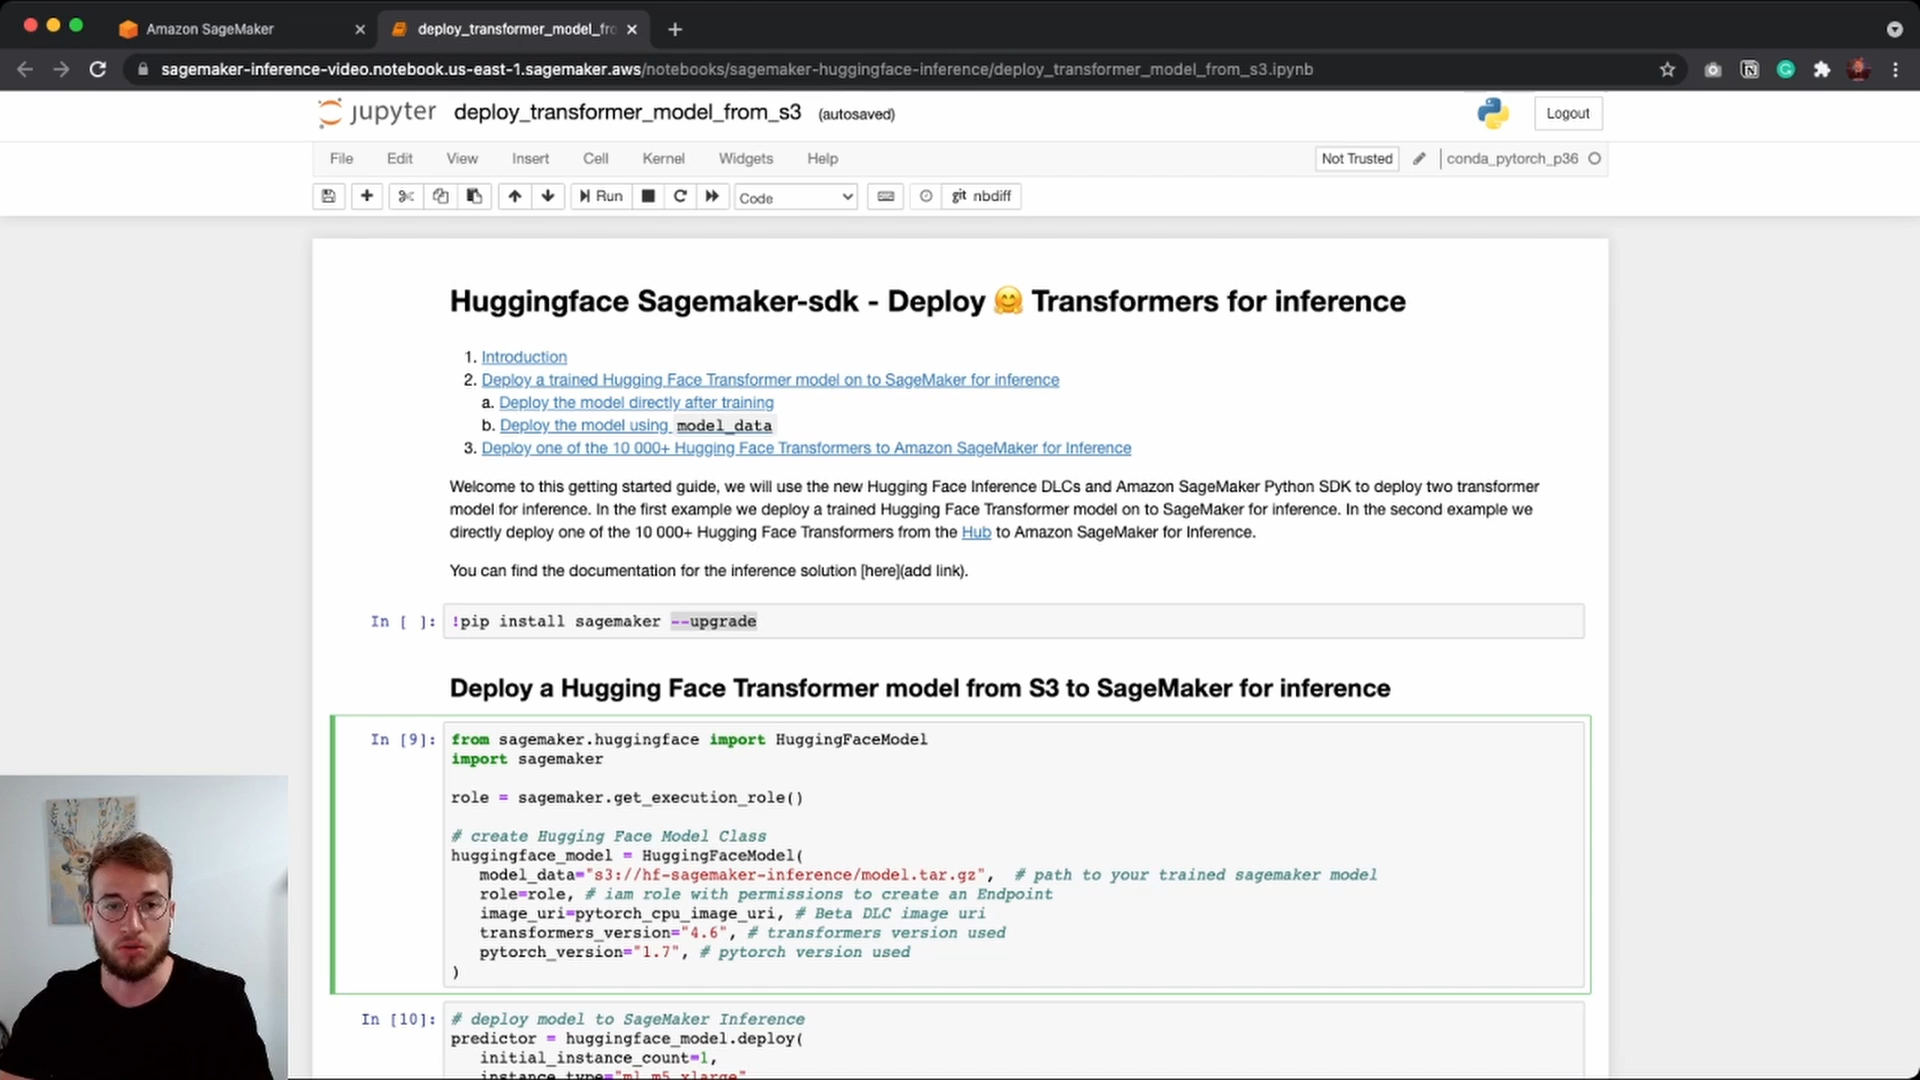 Amazon SageMaker
deploy_transformer_model_fro
sagemaker-inference-video.notebook.us-east-1.sagemaker.aws/notebooks/sagemaker-huggingface-inference/deploy_transformer_model_from_s3.ipynb
jupyter deploy_transformer_model_from_s3 (autosaved)
Logout
File Edit View Insert Cell Kernel Widgets Help
Not Trusted conda_pytorch_p36
Run Code git nbdiff
Huggingface Sagemaker-sdk - Deploy 🤗 Transformers for inference
1. Introduction
2. Deploy a trained Hugging Face Transformer model on to SageMaker for inference
a. Deploy the model directly after training
b. Deploy the model using model_data
3. Deploy one of the 10 000+ Hugging Face Transformers to Amazon SageMaker for Inference
Welcome to this getting started guide, we will use the new Hugging Face Inference DLCs and Amazon SageMaker Python SDK to deploy two transformer
model for inference. In the first example we deploy a trained Hugging Face Transformer model on to SageMaker for inference. In the second example we
directly deploy one of the 10 000+ Hugging Face Transformers from the Hub to Amazon SageMaker for Inference.
You can find the documentation for the inference solution [here](add link).
In [ ]: !pip install sagemaker --upgrade
Deploy a Hugging Face Transformer model from S3 to SageMaker for inference
In [9]: from sagemaker.huggingface import HuggingFaceModel
import sagemaker
role = sagemaker.get_execution_role()
# create Hugging Face Model Class
huggingface_model = HuggingFaceModel(
model_data="s3://hf-sagemaker-inference/model.tar.gz", # path to your trained sagemaker model
role=role, # iam role with permissions to create an Endpoint
image_uri=pytorch_cpu_image_uri, # Beta DLC image uri
transformers_version="4.6", # transformers version used
pytorch_version="1.7", # pytorch version used
)
In [10]: # deploy model to SageMaker Inference
predictor = huggingface_model.deploy(
initial_instance_count=1,
instance_type="ml.m5.xlarge"